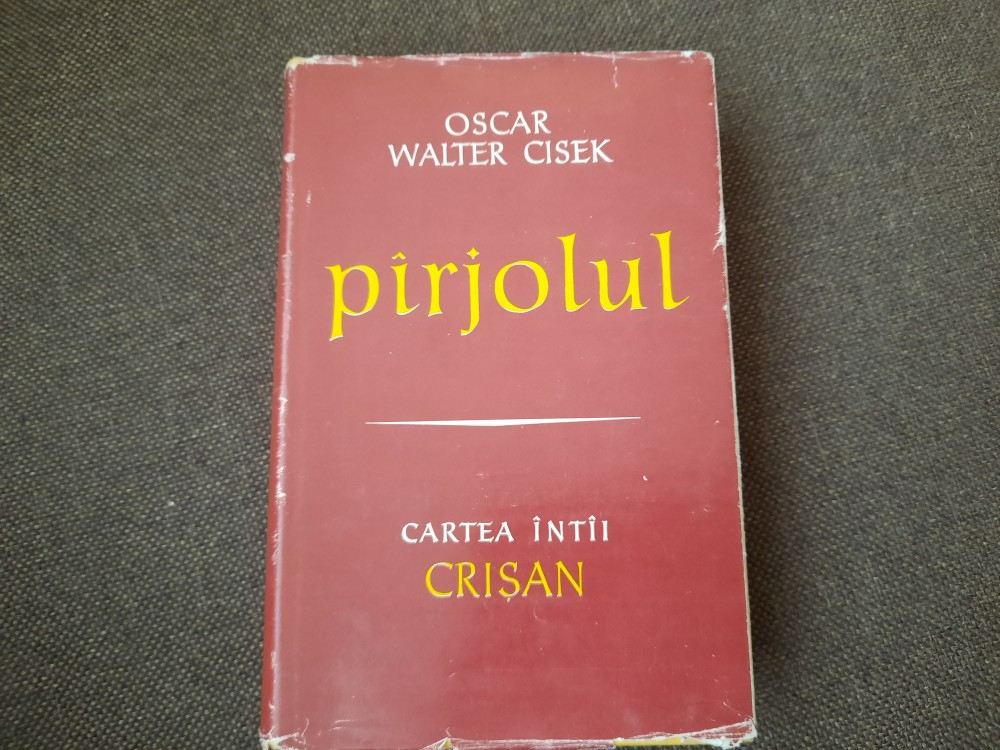 OSCAR
WALTER CISEK
pîrjolul
CARTEA ÎNTÎI
CRIȘAN